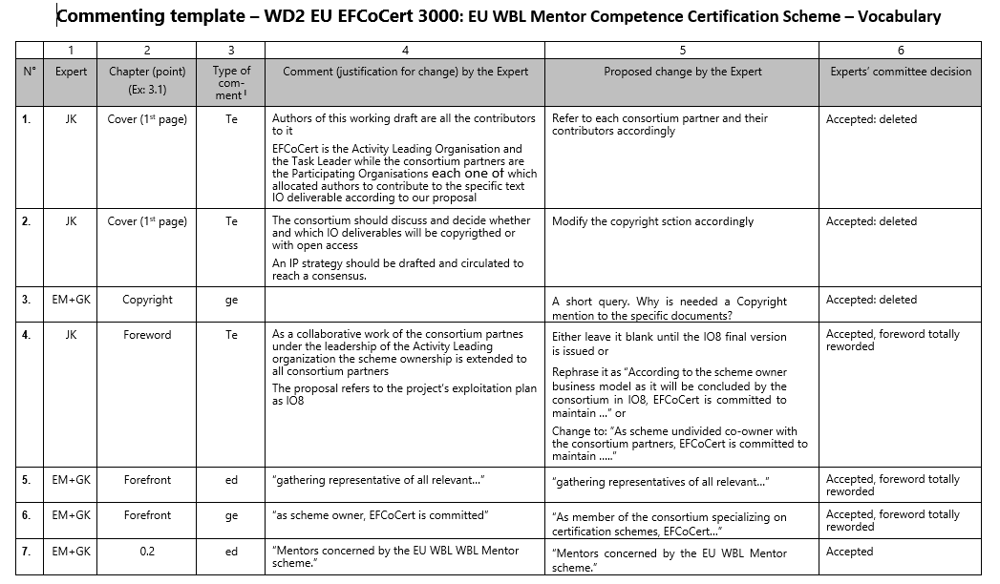 Commenting template – WD2 EU EFCoCert 3000: EU WBL Mentor Competence Certification Scheme – Vocabulary
1 2 3 4 5 6
N° Expert Chapter (point) (Ex: 3.1) Type of com-ment¹ Comment (justification for change) by the Expert Proposed change by the Expert Experts' committee decision
1. JK Cover (1st page) Te
Authors of this working draft are all the contributors
to it
EFCoCert is the Activity Leading Organisation and
the Task Leader while the consortium partners are
the Participating Organisations each one of which
allocated authors to contribute to the specific text
IO deliverable according to our proposal
Refer to each consortium partner and their
contributors accordingly
Accepted: deleted
2. JK Cover (1st page) Te
The consortium should discuss and decide whether
and which IO deliverables will be copyrigthed or
with open access
An IP strategy should be drafted and circulated to
reach a consensus.
Modify the copyright sction accordingly
Accepted: deleted
3. EM+GK Copyright ge
A short query. Why is needed a Copyright
mention to the specific documents?
Accepted: deleted
4. JK Foreword Te
As a collaborative work of the consortium partnes
under the leadership of the Activity Leading
organization the scheme ownership is extended to
all consortium partners
The proposal refers to the project's exploitation plan
as IO8
Either leave it blank until the IO8 final version
is issued or
Rephrase it as "According to the scheme owner
business model as it will be concluded by the
consortium in IO8, EFCoCert is committed to
maintain ..." or
Change to: "As scheme undivided co-owner with
the consortium partners, EFCoCert is committed to
maintain ....."
Accepted, foreword totally
reworded
5. EM+GK Forefront ed
"gathering representative of all relevant..."
"gathering representatives of all relevant..."
Accepted, foreword totally
reworded
6. EM+GK Forefront ge
"as scheme owner, EFCoCert is committed"
"As member of the consortium specializing on
certification schemes, EFCoCert..."
Accepted, foreword totally
reworded
7. EM+GK 0.2 ed
"Mentors concerned by the EU WBL WBL Mentor
scheme."
"Mentors concerned by the EU WBL Mentor
scheme."
Accepted